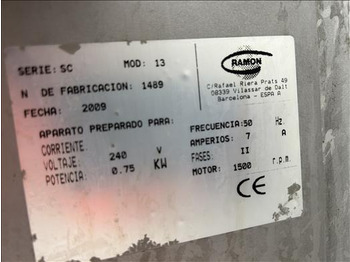 SERIE: SC MOD: 13
N DE FABRICACION: 1489
FECHA: 2009
RAMON
C/Rafael Riera Prats 49
08339 Vilassar de Dalt
Barcelona - ESPA A
APARATO PREPARADO PARA:
CORRIENTE.
VOLTAJE: 240 V
POTENCIA: 0.75 KW
FRECUENCIA:50 Hz.
AMPERIOS: 7 A
FASES: II
MOTOR: 1500 r.p.m.
CE